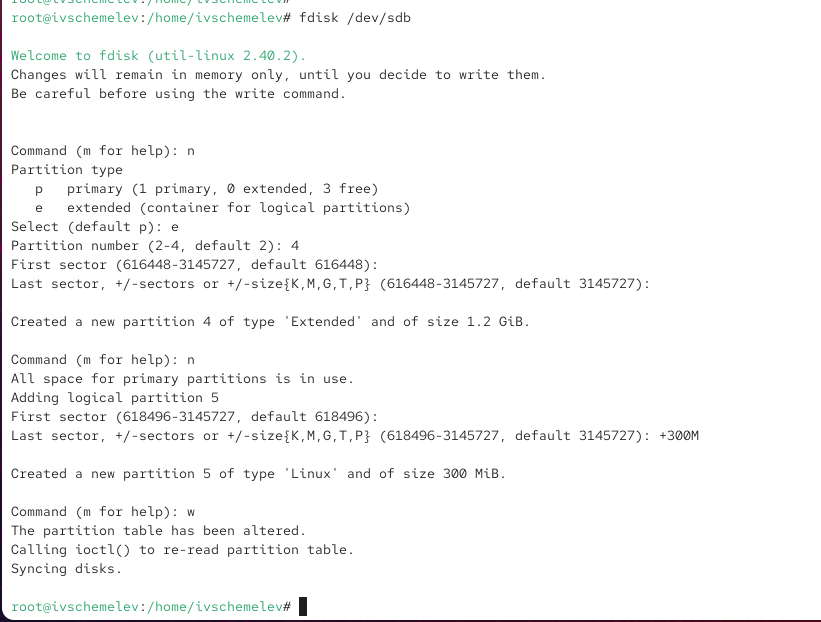 root@ivschemelev:/home/ivschemelev#
root@ivschemelev:/home/ivschemelev# fdisk /dev/sdb
Welcome to fdisk (util-linux 2.40.2).
Changes will remain in memory only, until you decide to write them.
Be careful before using the write command.
Command (m for help): n
Partition type
   p   primary (1 primary, 0 extended, 3 free)
   e   extended (container for logical partitions)
Select (default p): e
Partition number (2-4, default 2): 4
First sector (616448-3145727, default 616448):
Last sector, +/-sectors or +/-size{K,M,G,T,P} (616448-3145727, default 3145727):
Created a new partition 4 of type 'Extended' and of size 1.2 GiB.
Command (m for help): n
All space for primary partitions is in use.
Adding logical partition 5
First sector (618496-3145727, default 618496):
Last sector, +/-sectors or +/-size{K,M,G,T,P} (618496-3145727, default 3145727): +300M
Created a new partition 5 of type 'Linux' and of size 300 MiB.
Command (m for help): w
The partition table has been altered.
Calling ioctl() to re-read partition table.
Syncing disks.
root@ivschemelev:/home/ivschemelev#